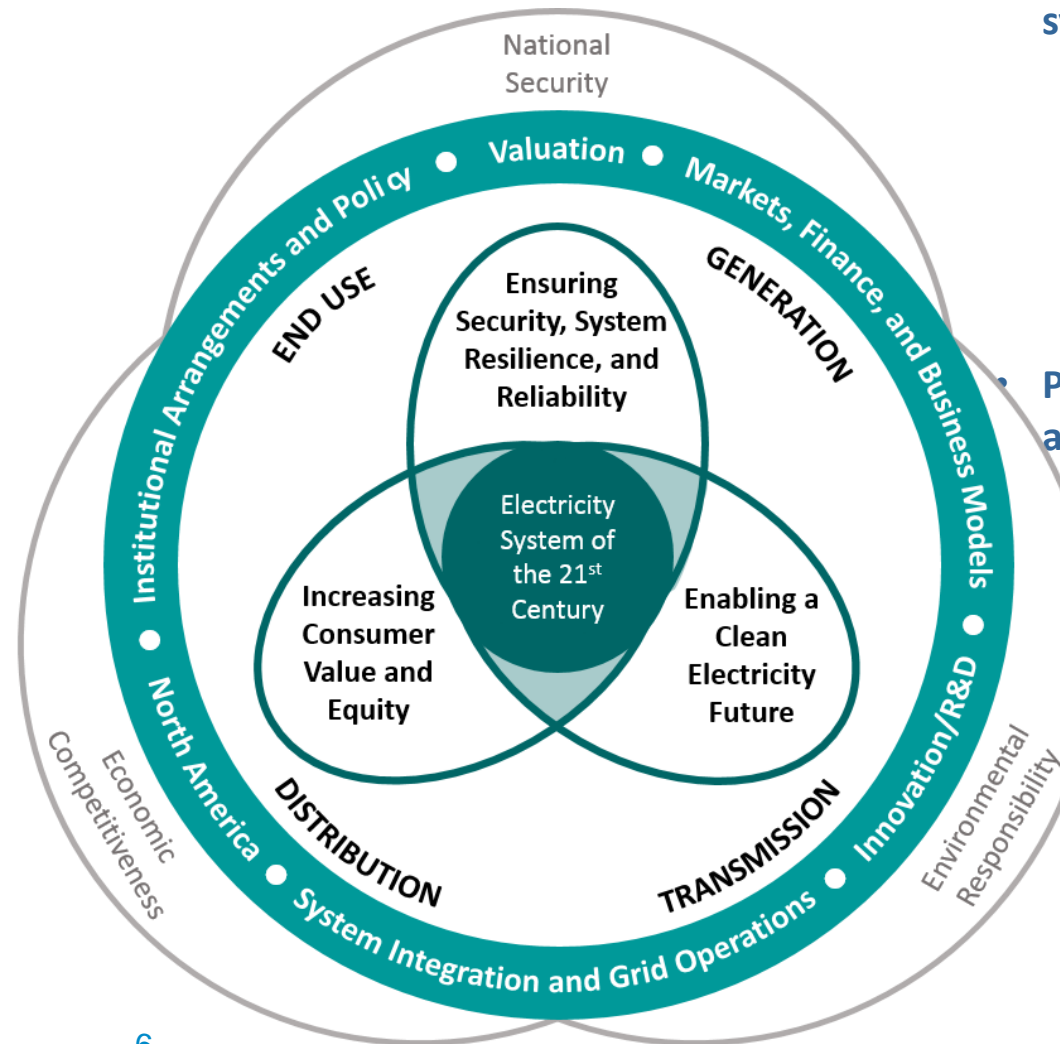 National
Security
Institutional Arrangements and Policy
Valuation
Markets, Finance, and Business Models
END USE
GENERATION
Ensuring
Security, System
Resilience, and
Reliability
Electricity
System of
the 21st
Century
Increasing
Consumer
Value and
Equity
Enabling a
Clean
Electricity
Future
DISTRIBUTION
TRANSMISSION
North America
System Integration and Grid Operations
Innovation/R&D
Economic
Competitiveness
Environmental
Responsibility
6